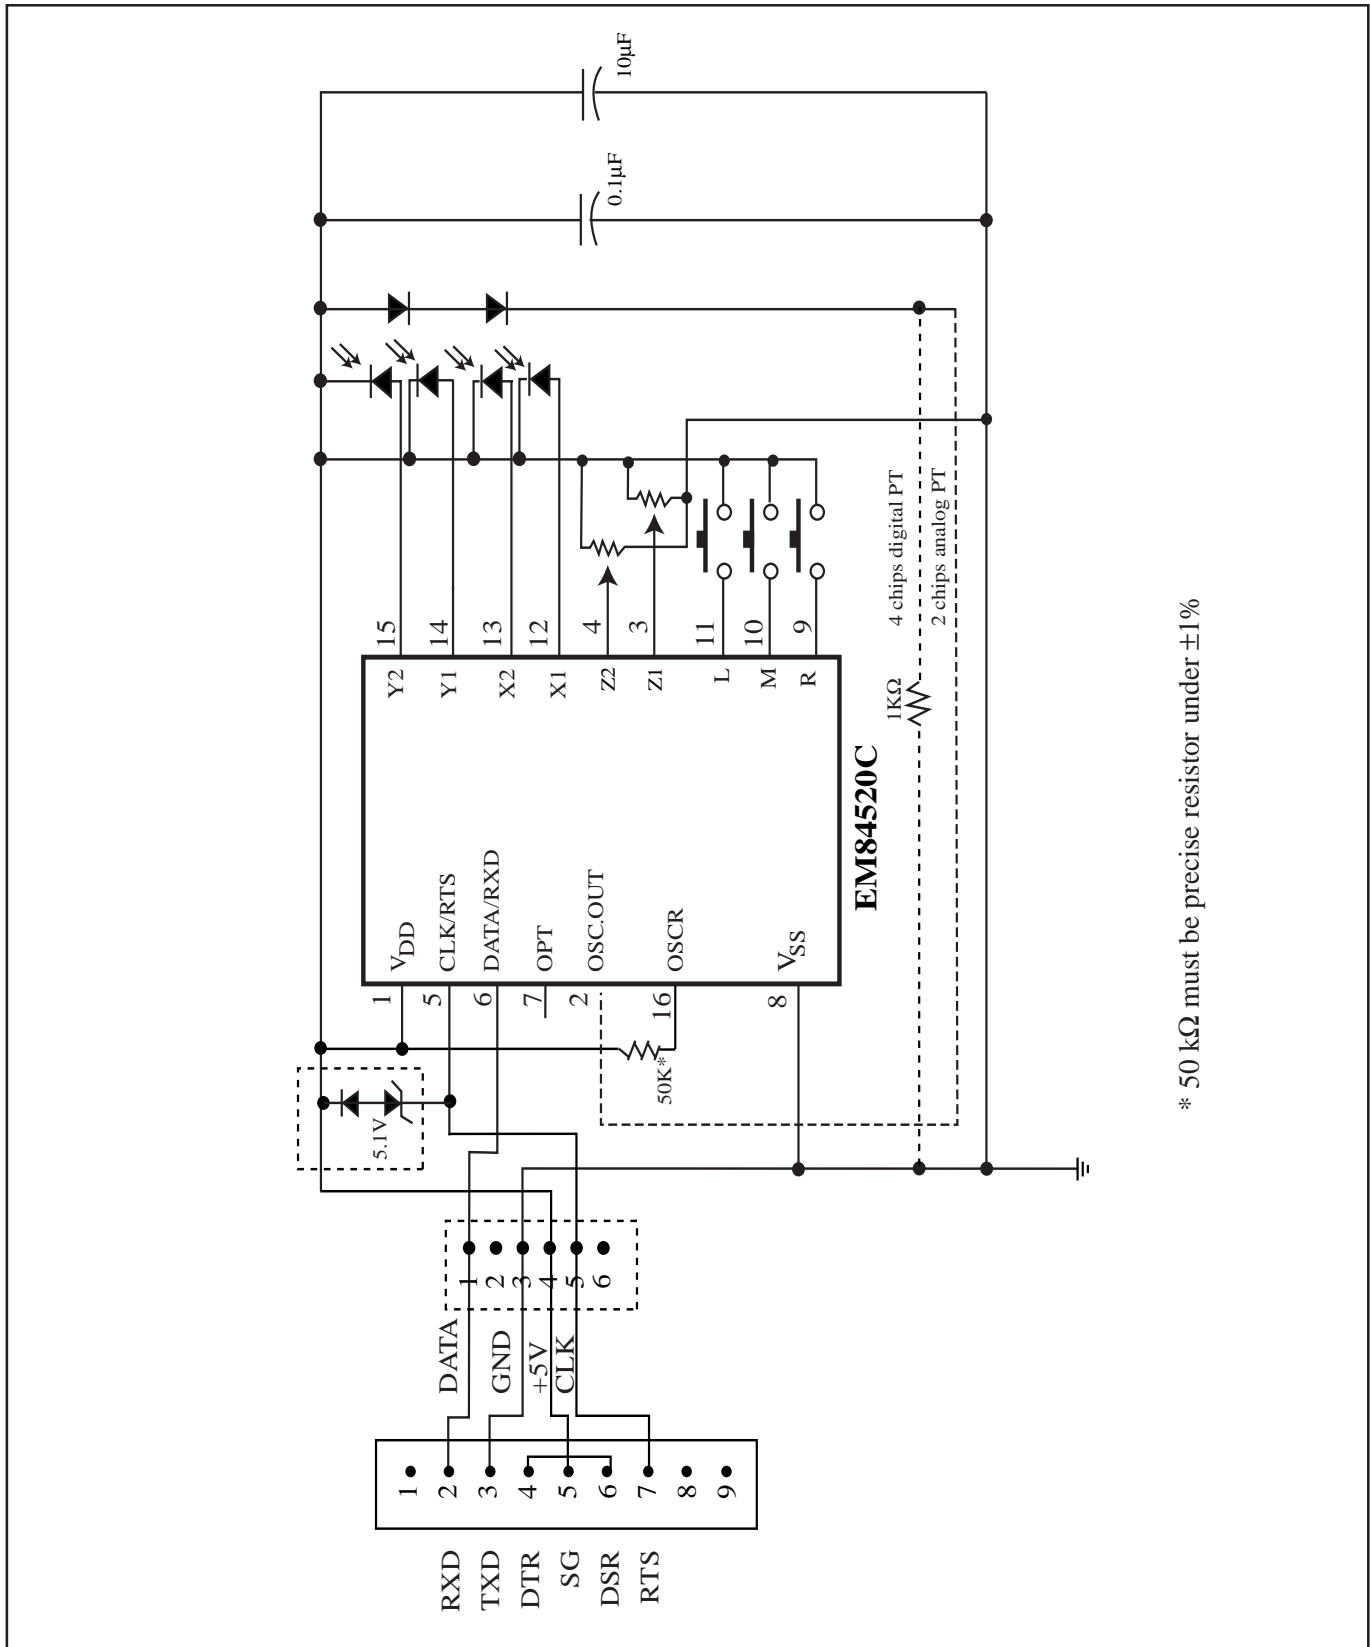 10µF
0.1µF
15
14
13
12
4
3
11
10
9
Y2
Y1
X2
X1
Z2
Z1
L
M
R
4 chips digital PT
2 chips analog PT
1KΩ
EM84520C
VDD
CLK/RTS
DATA/RXD
OPT
OSC.OUT
OSCR
VSS
1
5
6
7
2
16
8
50K*
5.1V
1
2
3
4
5
6
DATA
GND
+5V
CLK
1
2
3
4
5
6
7
8
9
RXD
TXD
DTR
SG
DSR
RTS
* 50 kΩ must be precise resistor under ±1%